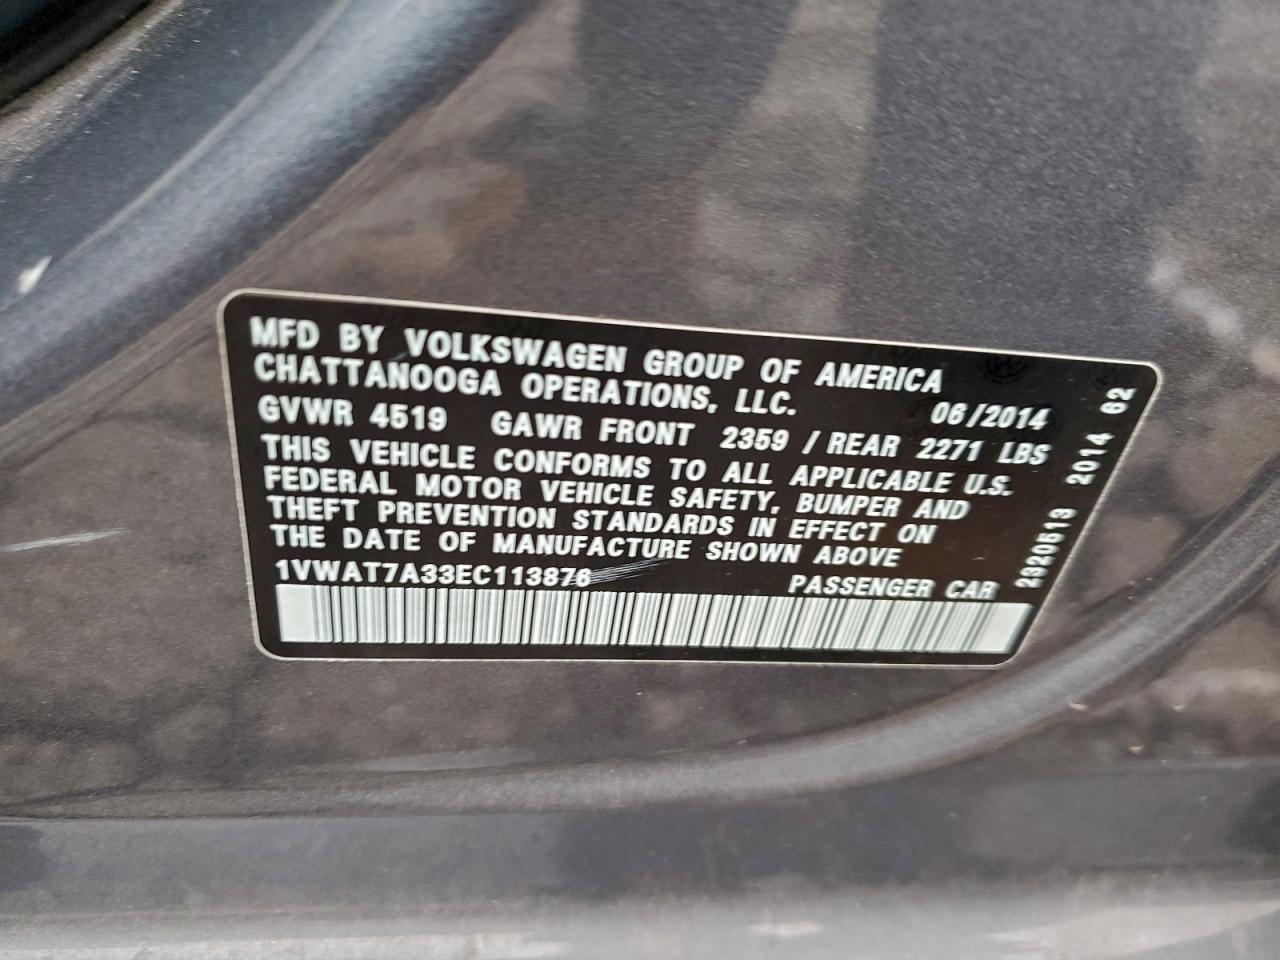 MFD BY VOLKSWAGEN GROUP OF AMERICA
CHATTANOOGA OPERATIONS, LLC.
06/2014
GVWR 4519 GAWR FRONT 2359 / REAR 2271 LBS
THIS VEHICLE CONFORMS TO ALL APPLICABLE U.S.
FEDERAL MOTOR VEHICLE SAFETY, BUMPER AND
THEFT PREVENTION STANDARDS IN EFFECT ON
THE DATE OF MANUFACTURE SHOWN ABOVE
1VWAT7A33EC113876
PASSENGER CAR
2320513 2014 62